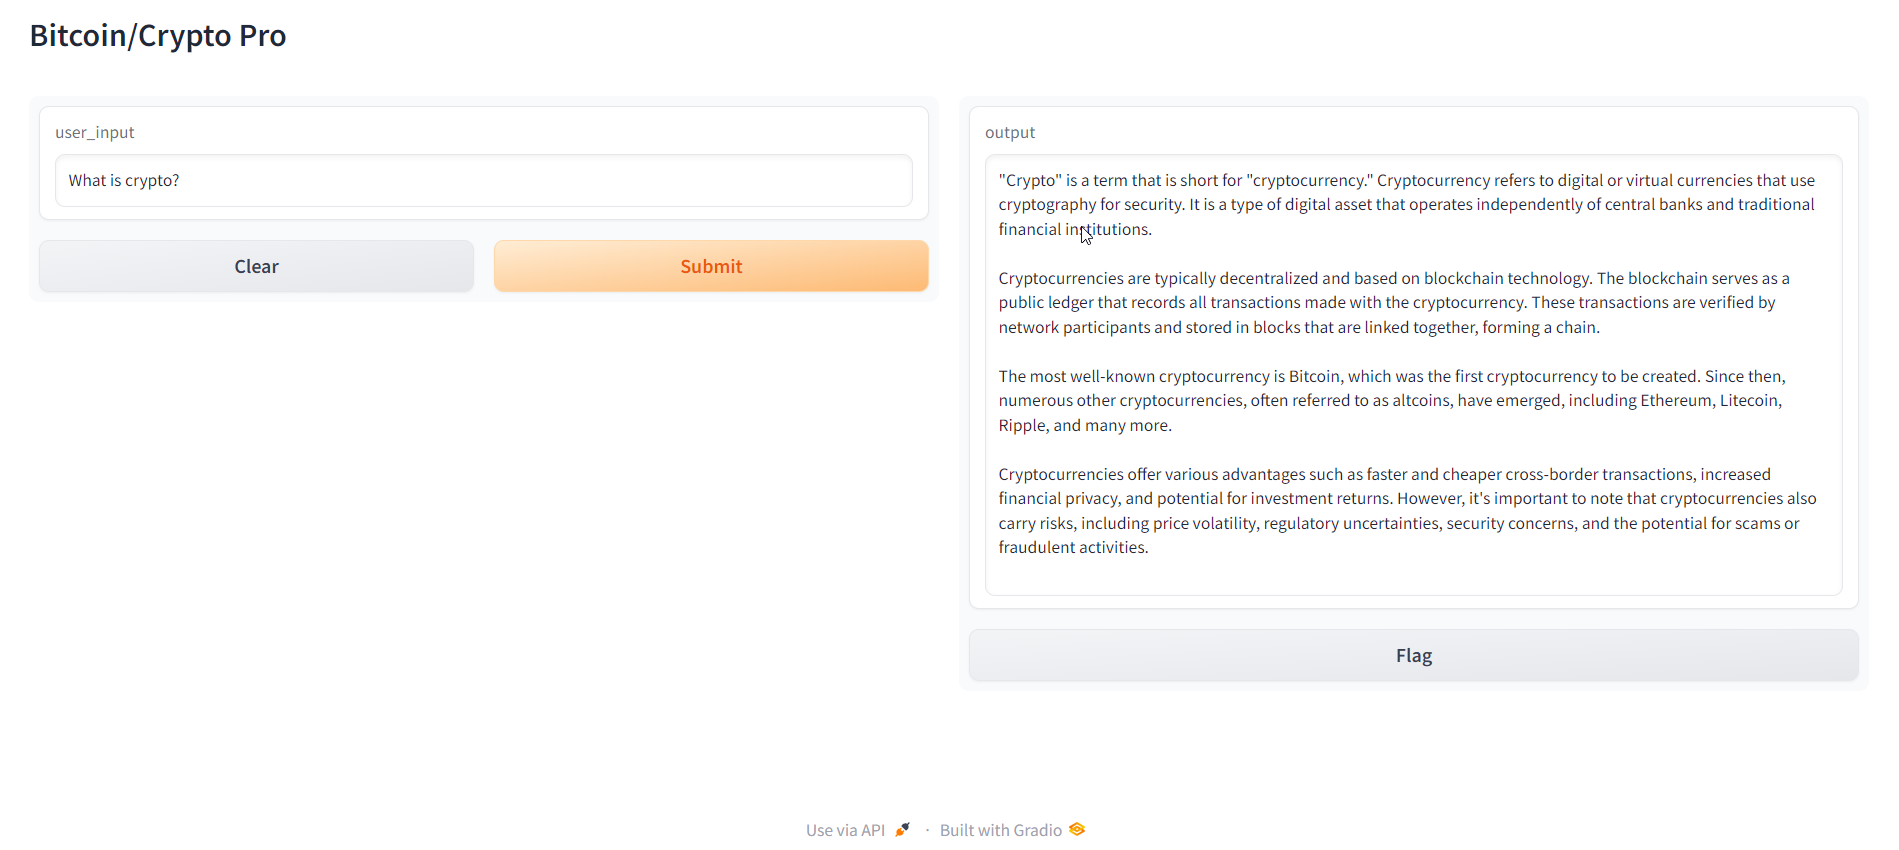 Bitcoin/Crypto Pro
user_input
What is crypto?
Clear
Submit
output
"Crypto" is a term that is short for "cryptocurrency." Cryptocurrency refers to digital or virtual currencies that use
cryptography for security. It is a type of digital asset that operates independently of central banks and traditional
financial institutions.
Cryptocurrencies are typically decentralized and based on blockchain technology. The blockchain serves as a
public ledger that records all transactions made with the cryptocurrency. These transactions are verified by
network participants and stored in blocks that are linked together, forming a chain.
The most well-known cryptocurrency is Bitcoin, which was the first cryptocurrency to be created. Since then,
numerous other cryptocurrencies, often referred to as altcoins, have emerged, including Ethereum, Litecoin,
Ripple, and many more.
Cryptocurrencies offer various advantages such as faster and cheaper cross-border transactions, increased
financial privacy, and potential for investment returns. However, it's important to note that cryptocurrencies also
carry risks, including price volatility, regulatory uncertainties, security concerns, and the potential for scams or
fraudulent activities.
Flag
Use via API · Built with Gradio